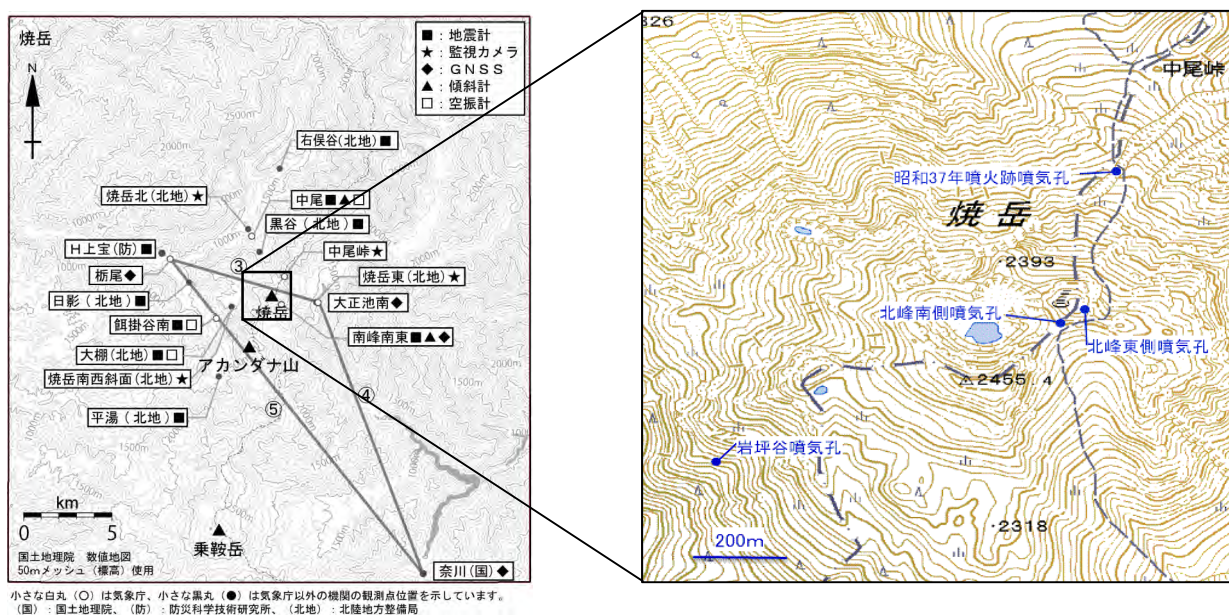 焼岳
■：地震計
★：監視カメラ
◆：ＧＮＳＳ
▲：傾斜計
□：空振計
N
2500m
2000m
右俣谷(北地)■
焼岳北(北地)★
中尾■▲□
黒谷（北地）■
Ｈ上宝(防)■
中尾峠★
栃尾◆
③
焼岳東(北地)★
日影（北地）■
焼岳
大正池南◆
餌掛谷南■□
南峰南東■▲◆
大棚(北地)■□
アカンダナ山
焼岳南西斜面(北地)★
④
⑤
平湯（北地）■
km
0 5
乗鞍岳
国土地理院 数値地図
50mメッシュ（標高）使用
奈川(国)◆
小さな白丸（○）は気象庁、小さな黒丸（●）は気象庁以外の機関の観測点位置を示しています。
（国）：国土地理院、（防）：防災科学技術研究所、（北地）：北陸地方整備局
826
中尾峠
昭和37年噴火跡噴気孔
焼岳
・2393
北峰南側噴気孔
北峰東側噴気孔
2455.4
岩坪谷噴気孔
・2318
200m